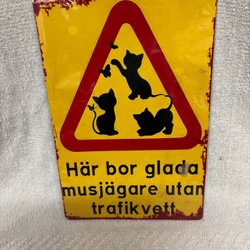 Här bor glada
musjägare utan
trafikvett